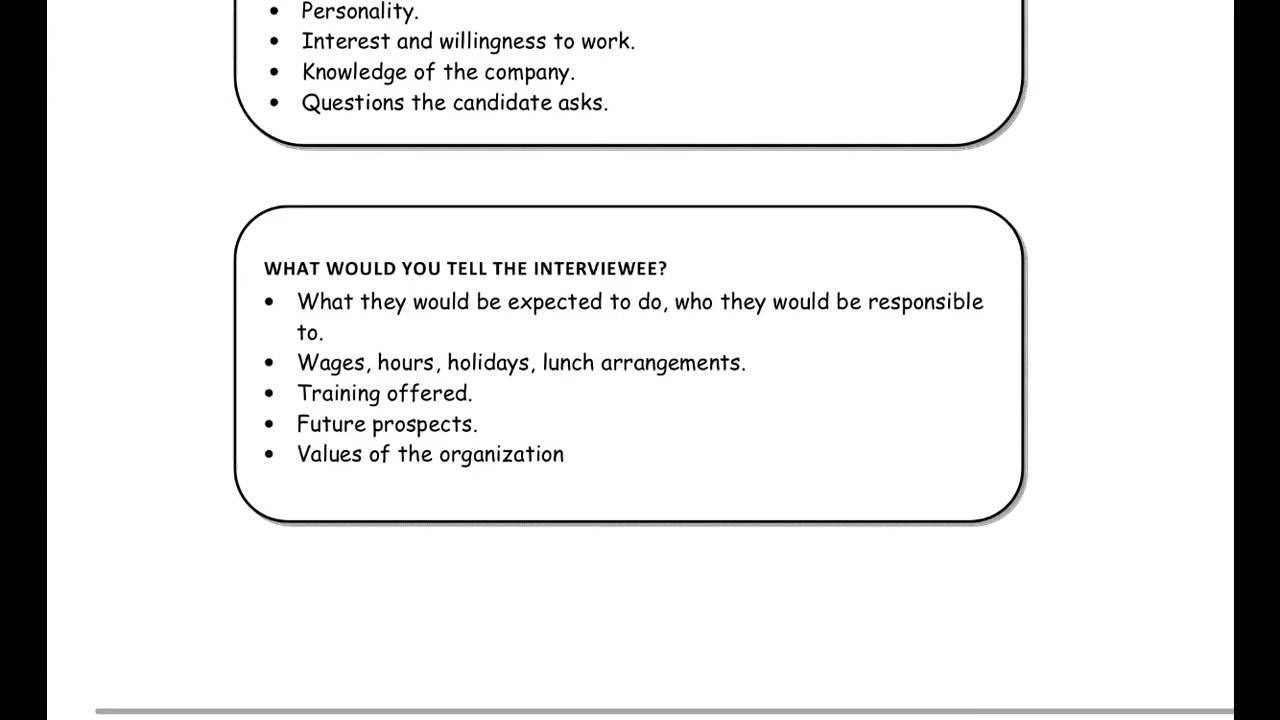 • Personality.
• Interest and willingness to work.
• Knowledge of the company.
• Questions the candidate asks.
WHAT WOULD YOU TELL THE INTERVIEWEE?
• What they would be expected to do, who they would be responsible
to.
• Wages, hours, holidays, lunch arrangements.
• Training offered.
• Future prospects.
• Values of the organization